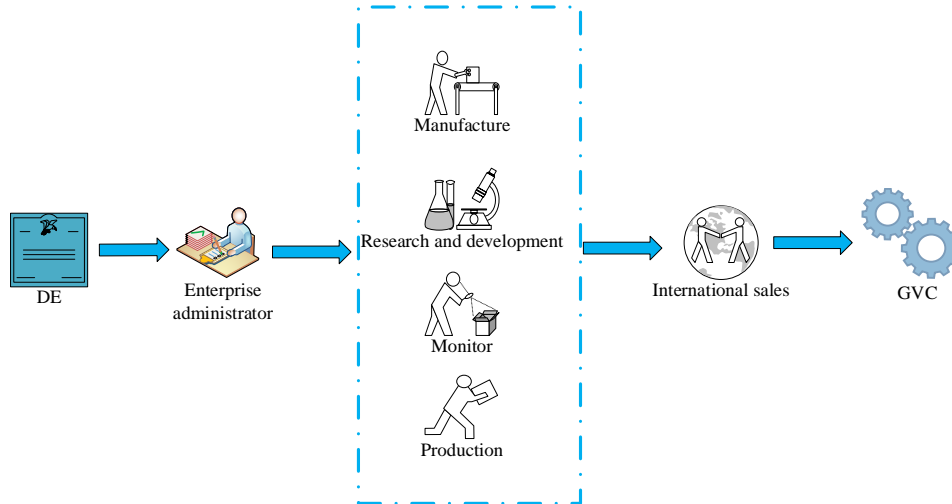 DE
Enterprise
administrator
Manufacture
Research and development
Monitor
Production
International sales
GVC